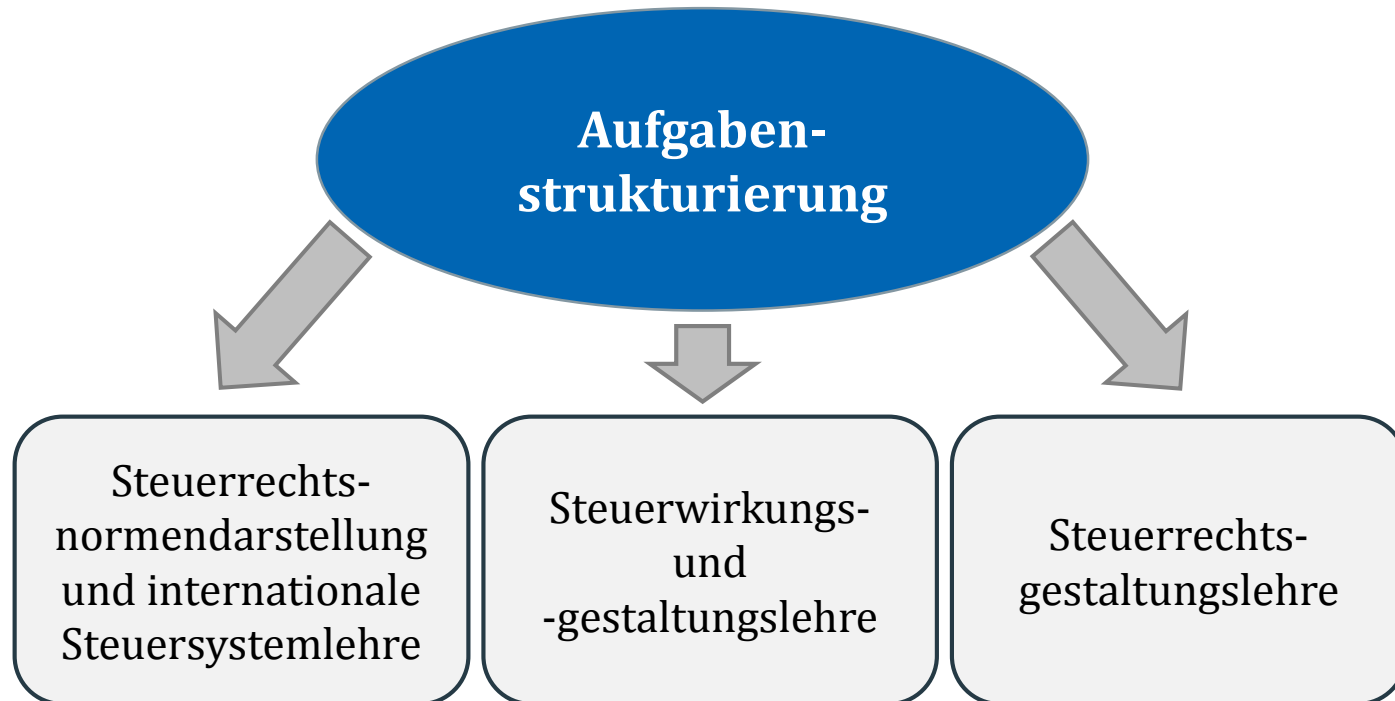 Aufgaben-
strukturierung
Steuerrechts-
normendarstellung
und internationale
Steuersystemlehre
Steuerwirkungs-
und
-gestaltungslehre
Steuerrechts-
gestaltungslehre